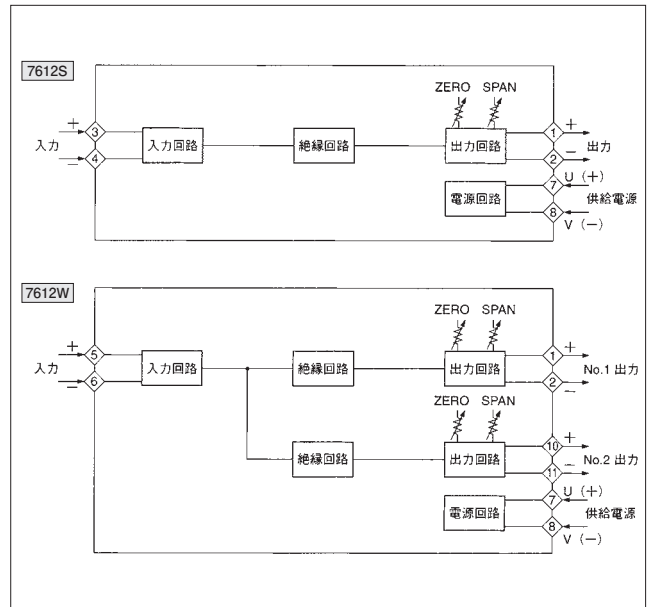 7612S
ZERO SPAN
入力
+
3
−
4
入力回路
絶縁回路
出力回路
1
+
2
−
出力
電源回路
7
U (+)
供給電源
8
V (−)
7612W
ZERO SPAN
入力
+
5
−
6
入力回路
絶縁回路
出力回路
1
+
2
−
No.1 出力
ZERO SPAN
絶縁回路
出力回路
10
+
11
−
No.2 出力
電源回路
7
U (+)
供給電源
8
V (−)